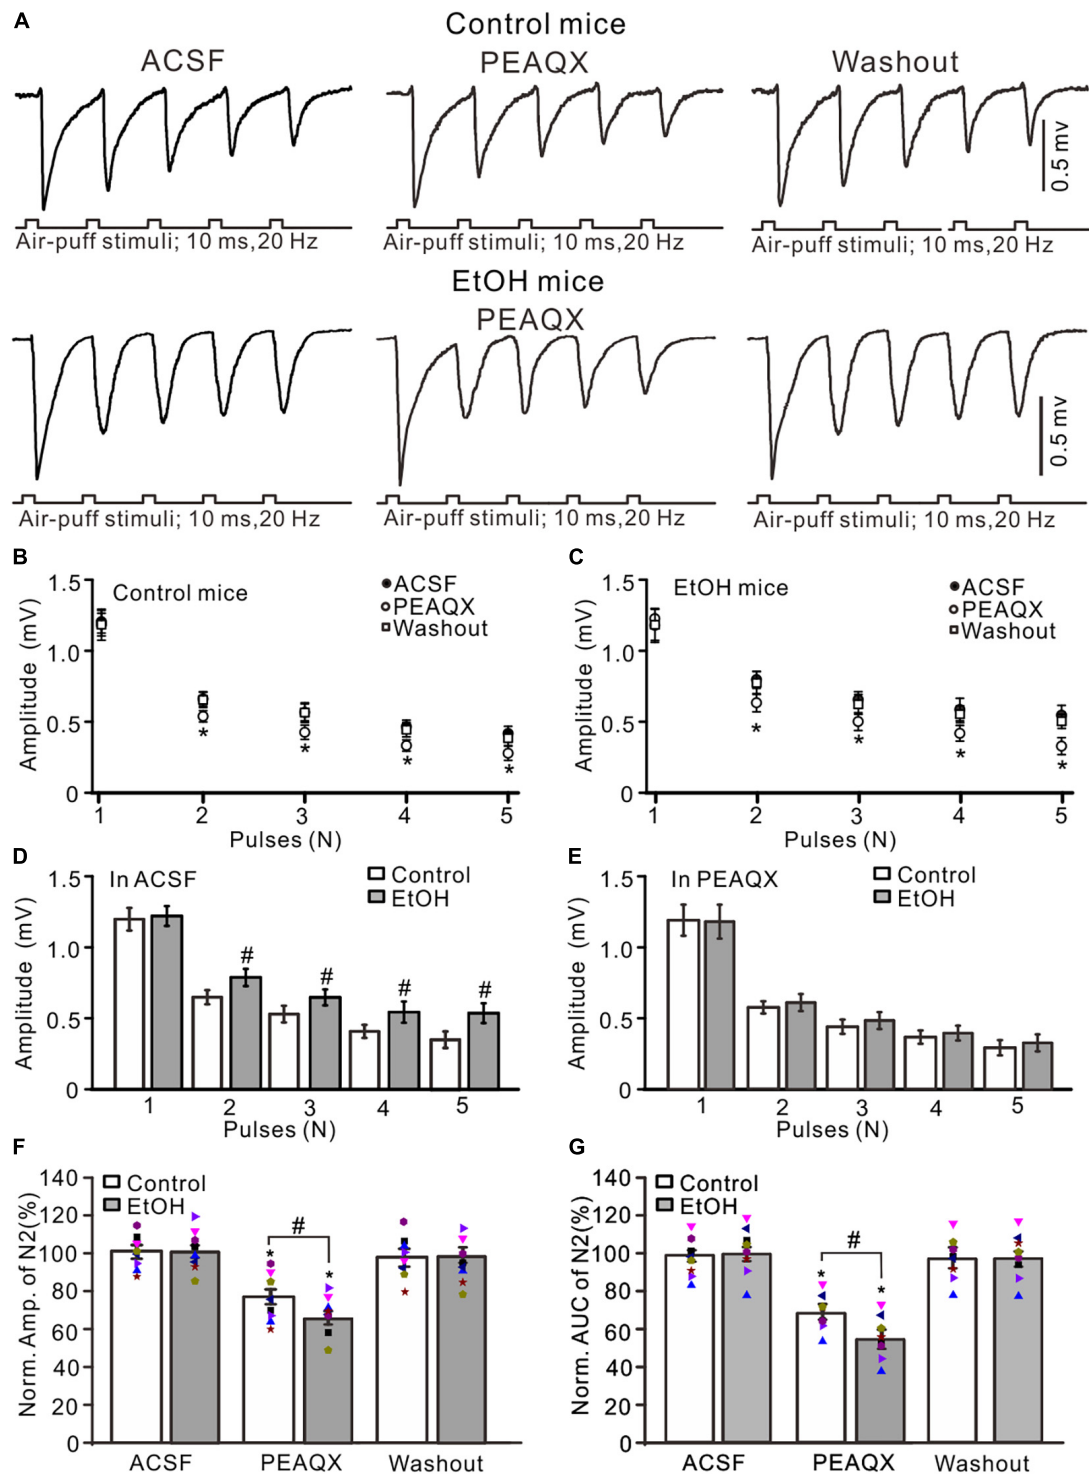 A
Control mice
ACSF
PEAQX
Washout
0.5 mv
Air-puff stimuli; 10 ms,20 Hz
Air-puff stimuli; 10 ms,20 Hz
Air-puff stimuli; 10 ms,20 Hz
EtOH mice
PEAQX
0.5 mv
Air-puff stimuli; 10 ms,20 Hz
Air-puff stimuli; 10 ms,20 Hz
Air-puff stimuli; 10 ms,20 Hz
B
Control mice
ACSF
PEAQX
Washout
Amplitude (mV)
1.5
1.0
0.5
0
* * * *
1 2 3 4 5
Pulses (N)
C
EtOH mice
ACSF
PEAQX
Washout
Amplitude (mV)
1.5
1.0
0.5
0
* * * *
1 2 3 4 5
Pulses (N)
D
In ACSF
Control
EtOH
Amplitude (mV)
1.5
1.0
0.5
0
# # # #
1 2 3 4 5
Pulses (N)
E
In PEAQX
Control
EtOH
Amplitude (mV)
1.5
1.0
0.5
0
1 2 3 4 5
Pulses (N)
F
Control
EtOH
Norm. Amp. of N2(%)
140
120
100
80
60
40
20
0
#
* *
ACSF PEAQX Washout
G
Control
EtOH
Norm. AUC of N2(%)
140
120
100
80
60
40
20
0
#
* *
ACSF PEAQX Washout